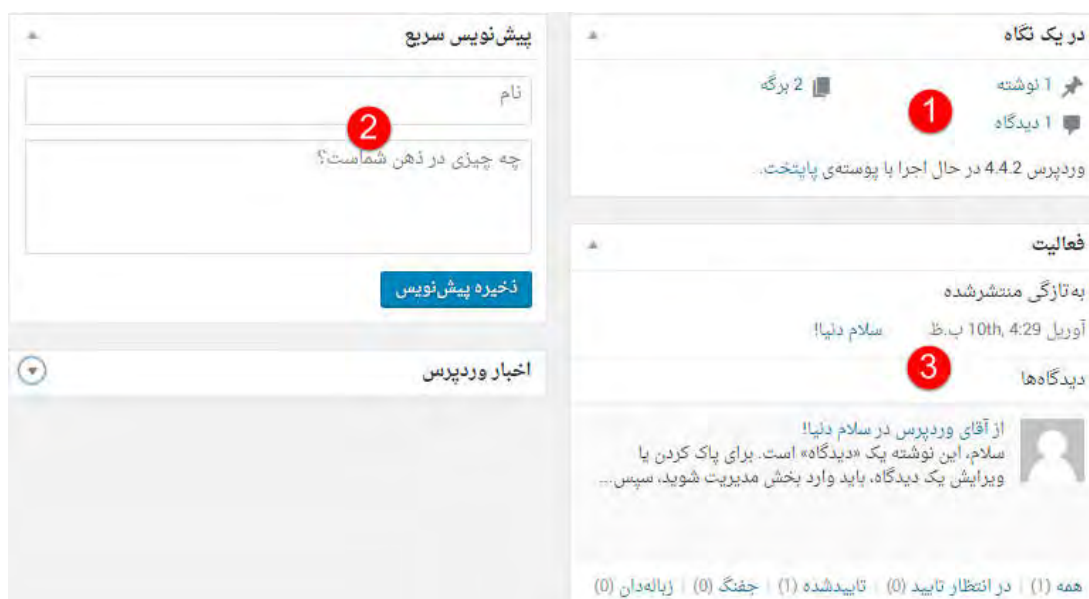 در یک نگاه
1 نوشته
2 برگه
1 دیدگاه
1
وردپرس 4.4.2 در حال اجرا با پوسته‌ی پایتخت.
پیش‌نویس سریع
نام
2
چه چیزی در ذهن شماست؟
ذخیره پیش‌نویس
اخبار وردپرس
فعالیت
به‌تازگی منتشرشده
آوریل 10th, 4:29 ب.ظ سلام دنیا!
3
دیدگاه‌ها
از آقای وردپرس در سلام دنیا!
سلام، این نوشته یک «دیدگاه» است. برای پاک کردن یا
ویرایش یک دیدگاه، باید وارد بخش مدیریت شوید، سپس...
همه (1) | در انتظار تایید (0) | تاییدشده (1) | جفنگ (0) | زباله‌دان (0)